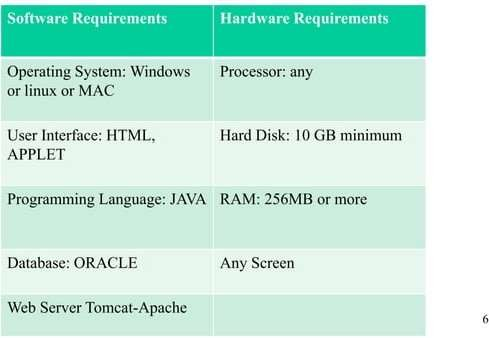 Software Requirements
Hardware Requirements
Operating System: Windows
or linux or MAC
Processor: any
User Interface: HTML,
APPLET
Hard Disk: 10 GB minimum
Programming Language: JAVA
RAM: 256MB or more
Database: ORACLE
Any Screen
Web Server Tomcat-Apache
6